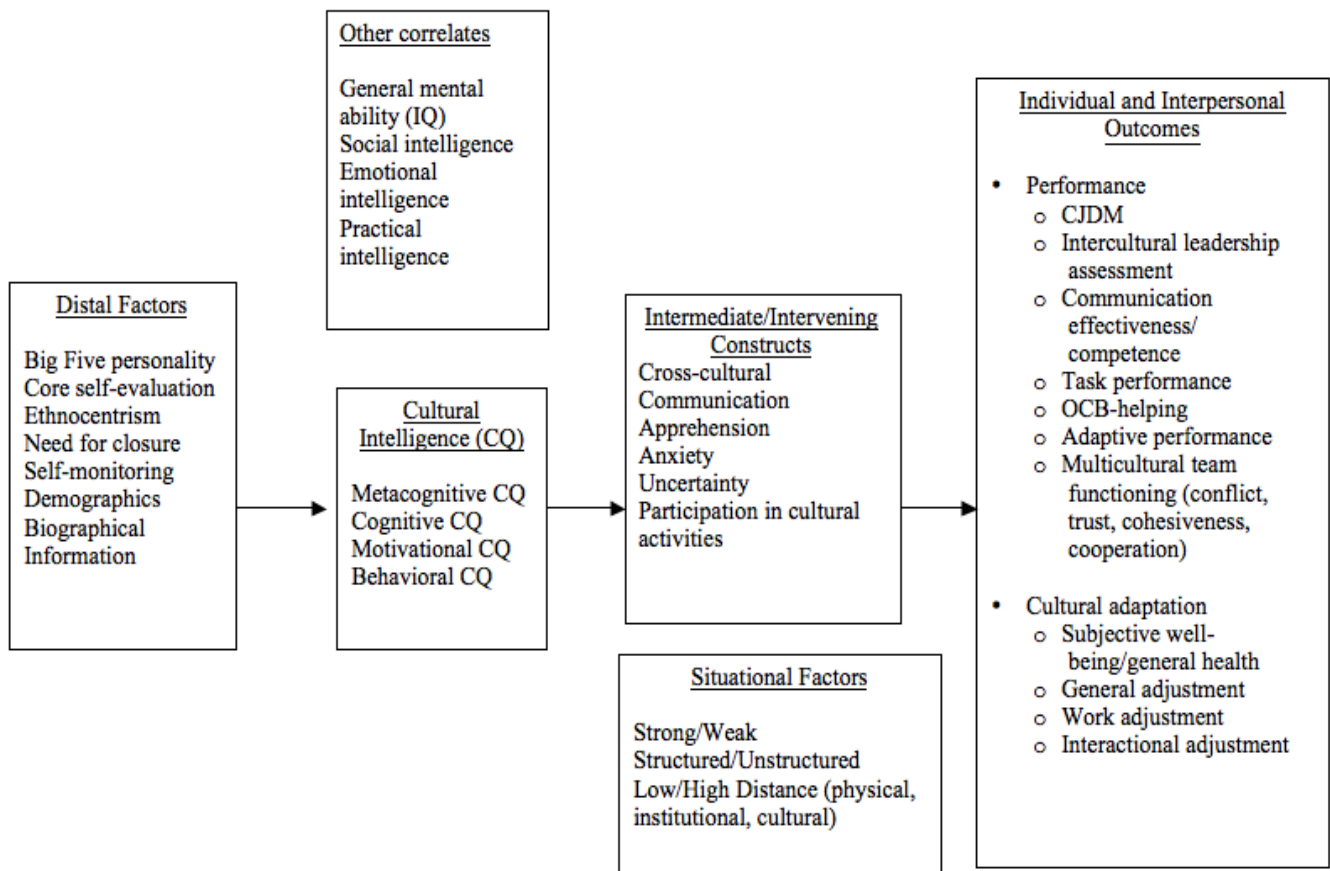 Other correlates
General mental
ability (IQ)
Social intelligence
Emotional
intelligence
Practical
intelligence
Distal Factors
Big Five personality
Core self-evaluation
Ethnocentrism
Need for closure
Self-monitoring
Demographics
Biographical
Information
Cultural
Intelligence (CQ)
Metacognitive CQ
Cognitive CQ
Motivational CQ
Behavioral CQ
Intermediate/Intervening
Constructs
Cross-cultural
Communication
Apprehension
Anxiety
Uncertainty
Participation in cultural
activities
Situational Factors
Strong/Weak
Structured/Unstructured
Low/High Distance (physical,
institutional, cultural)
Individual and Interpersonal
Outcomes
• Performance
o CJDM
o Intercultural leadership
assessment
o Communication
effectiveness/
competence
o Task performance
o OCB-helping
o Adaptive performance
o Multicultural team
functioning (conflict,
trust, cohesiveness,
cooperation)
• Cultural adaptation
o Subjective well-
being/general health
o General adjustment
o Work adjustment
o Interactional adjustment